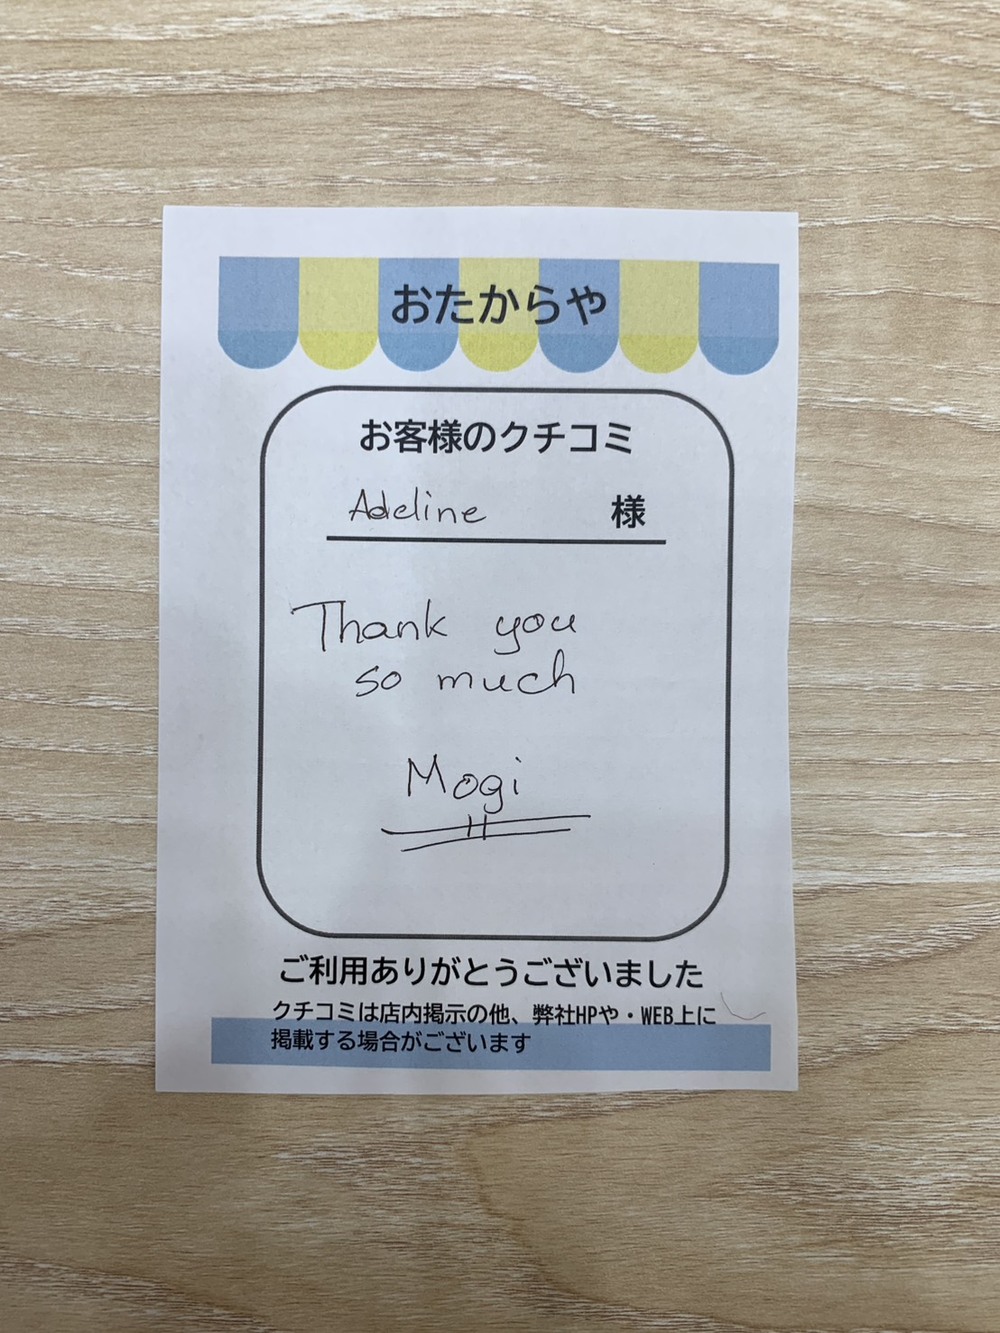 おたからや
お客様のクチコミ
Adeline 様
Thank you
so much
Mogi
ご利用ありがとうございました
クチコミは店内掲示の他、弊社HPや・WEB上に
掲載する場合がございます